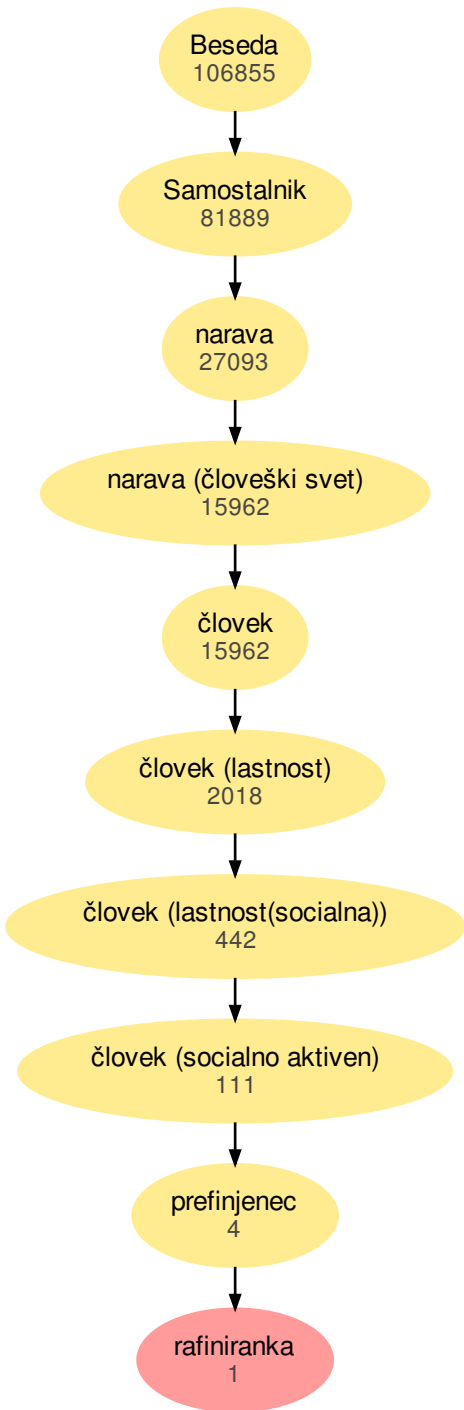 Beseda
106855
Samostalnik
81889
narava
27093
narava (človeški svet)
15962
človek
15962
človek (lastnost)
2018
človek (lastnost(socialna))
442
človek (socialno aktiven)
111
prefinjenec
4
rafiniranka
1